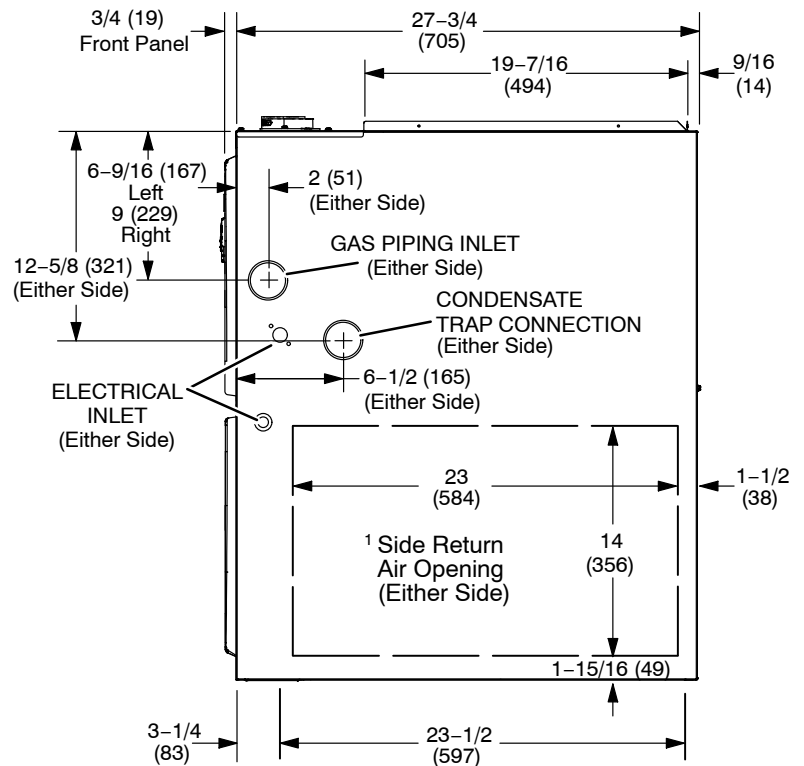 3/4 (19)
Front Panel
27−3/4
(705)
19−7/16
(494)
9/16
(14)
6−9/16 (167)
Left
9 (229)
Right
2 (51)
(Either Side)
12−5/8 (321)
(Either Side)
GAS PIPING INLET
(Either Side)
CONDENSATE
TRAP CONNECTION
(Either Side)
6-1/2 (165)
(Either Side)
ELECTRICAL
INLET
(Either Side)
23
(584)
1−1/2
(38)
1 Side Return
Air Opening
(Either Side)
14
(356)
1−15/16 (49)
3−1/4
(83)
23−1/2
(597)